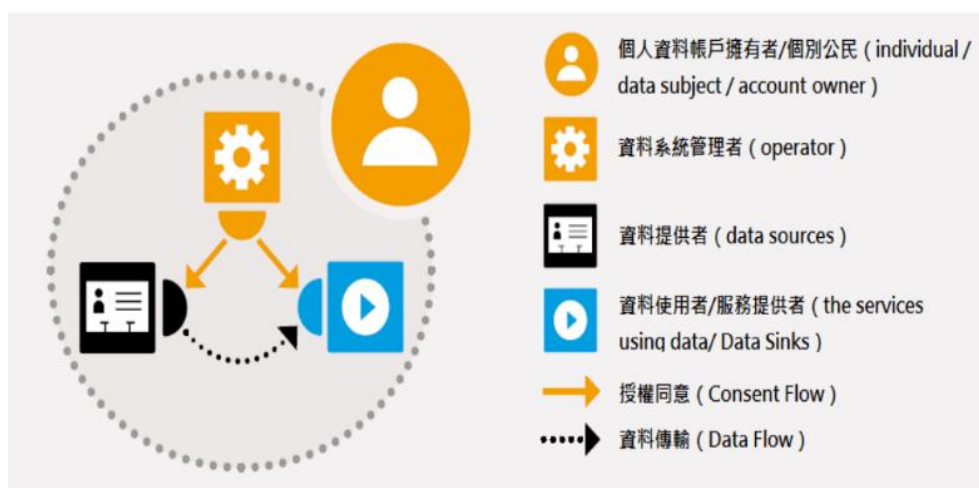 個人資料帳戶擁有者/個別公民 ( individual /
data subject / account owner )
資料系統管理者 ( operator )
資料提供者 ( data sources )
資料使用者/服務提供者 ( the services
using data/ Data Sinks )
授權同意 ( Consent Flow )
資料傳輸 ( Data Flow )